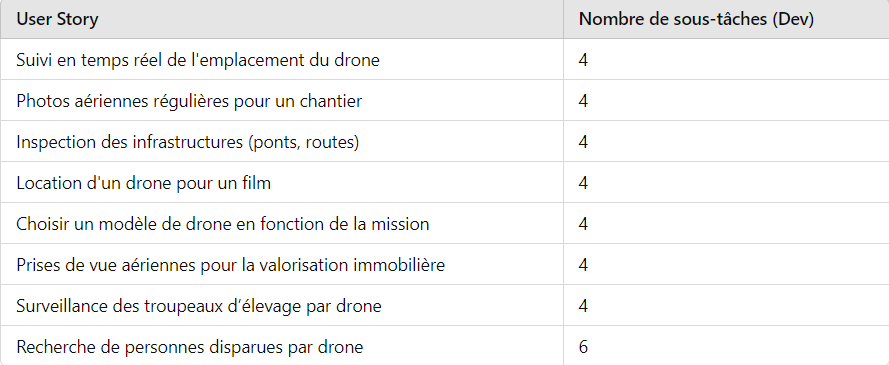 User Story Nombre de sous-tâches (Dev)
Suivi en temps réel de l'emplacement du drone 4
Photos aériennes régulières pour un chantier 4
Inspection des infrastructures (ponts, routes) 4
Location d'un drone pour un film 4
Choisir un modèle de drone en fonction de la mission 4
Prises de vue aériennes pour la valorisation immobilière 4
Surveillance des troupeaux d’élevage par drone 4
Recherche de personnes disparues par drone 6